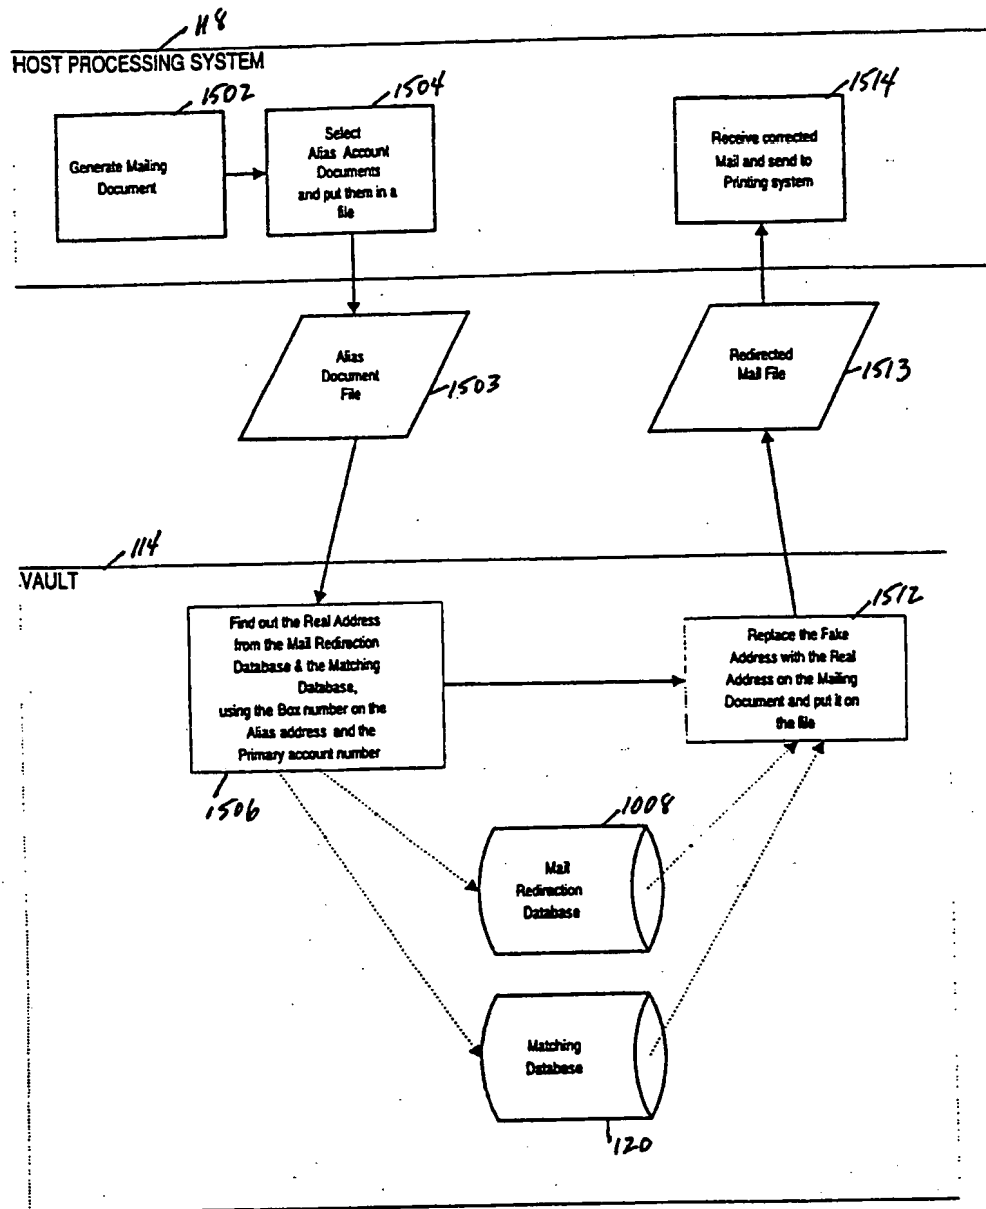 118
HOST PROCESSING SYSTEM
1502
Generate Mailing
Document
1504
Select
Alias Account
Documents
and put them in a
file
1514
Receive corrected
Mail and send to
Printing system
Alias
Document
File
1503
Redirected
Mail File
1513
114
VAULT
Find out the Real Address
from the Mail Redirection
Database & the Matching
Database,
using the Box number on the
Alias address and the
Primary account number
1506
1512
Replace the Fake
Address with the Real
Address on the Mailing
Document and put it on
the file
1008
Mail
Redirection
Database
Matching
Database
120